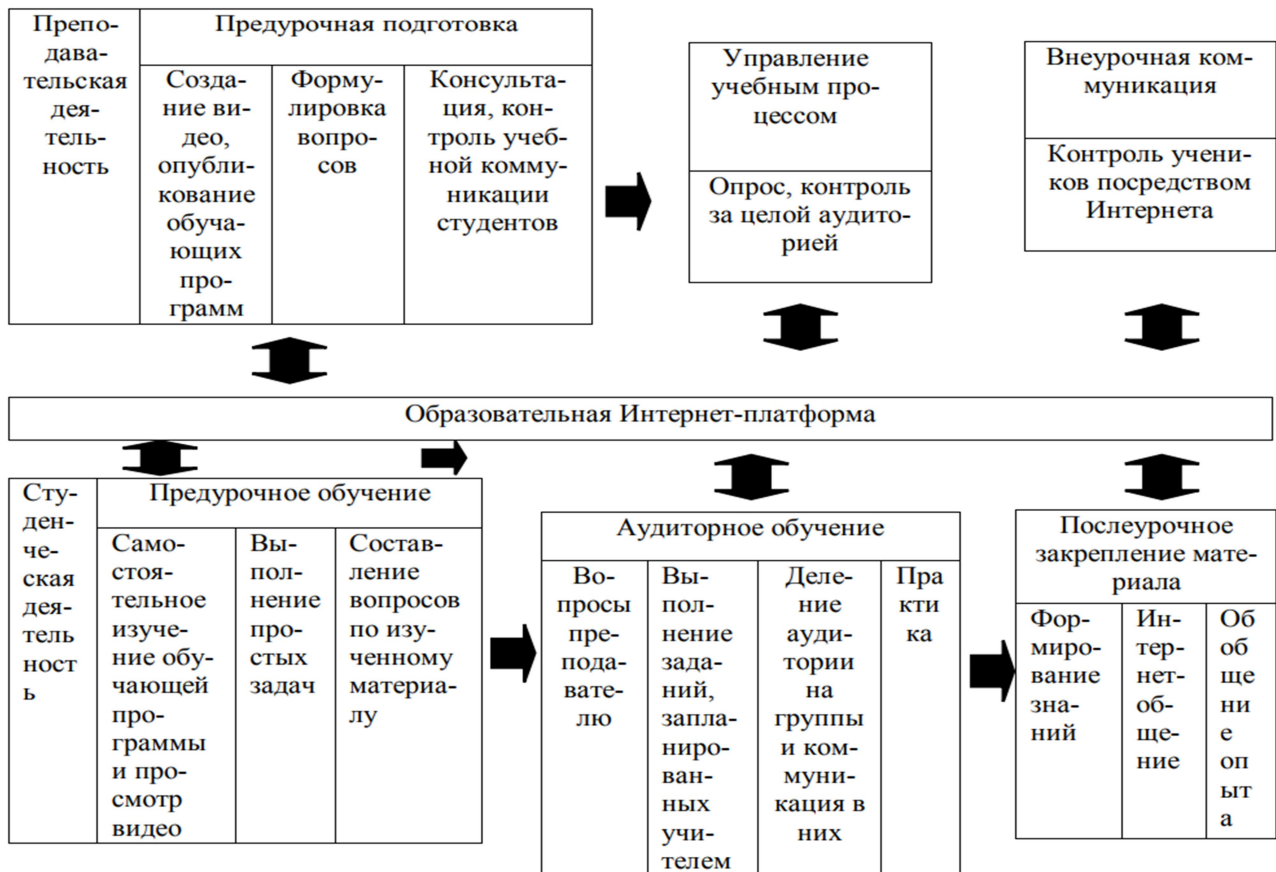 Препо-
дава-
тельская
дея-
тель-
ность
Предурочная подготовка
Созда-
ние ви-
део,
опубли-
кование
обуча-
ющих
про-
грамм
Форму-
лировка
вопро-
сов
Консульта-
ция, кон-
троль учеб-
ной комму-
никации
студентов
Управление
учебным про-
цессом
Опрос, контроль
за целой аудито-
рией
Внеурочная ком-
муникация
Контроль учени-
ков посредством
Интернета
Образовательная Интернет-платформа
Сту-
ден-
че-
ская
дея-
тель
ност
ь
Предурочное обучение
Само-
стоя-
тельное
изуче-
ние обу-
чающей
про-
граммы
и про-
смотр
видео
Вы-
пол-
нение
про-
стых
задач
Состав-
ление
вопросов
по изу-
ченному
материа-
лу
Аудиторное обучение
Во-
просы
пре-
пода-
вате-
лю
Вы-
пол-
нение
зада-
ний,
запла-
ниро-
ван-
ных
учи-
телем
Деле-
ние
ауди-
тории
на
группы
и ком-
муни-
кация в
них
Пра
кти
ка
Послеурочное
закрепление мате-
риала
Фор-
миро-
вание
зна-
ний
Ин-
тер-
нет-
об-
ще-
ние
Об
об
ще
ни
е
оп
ыт
а